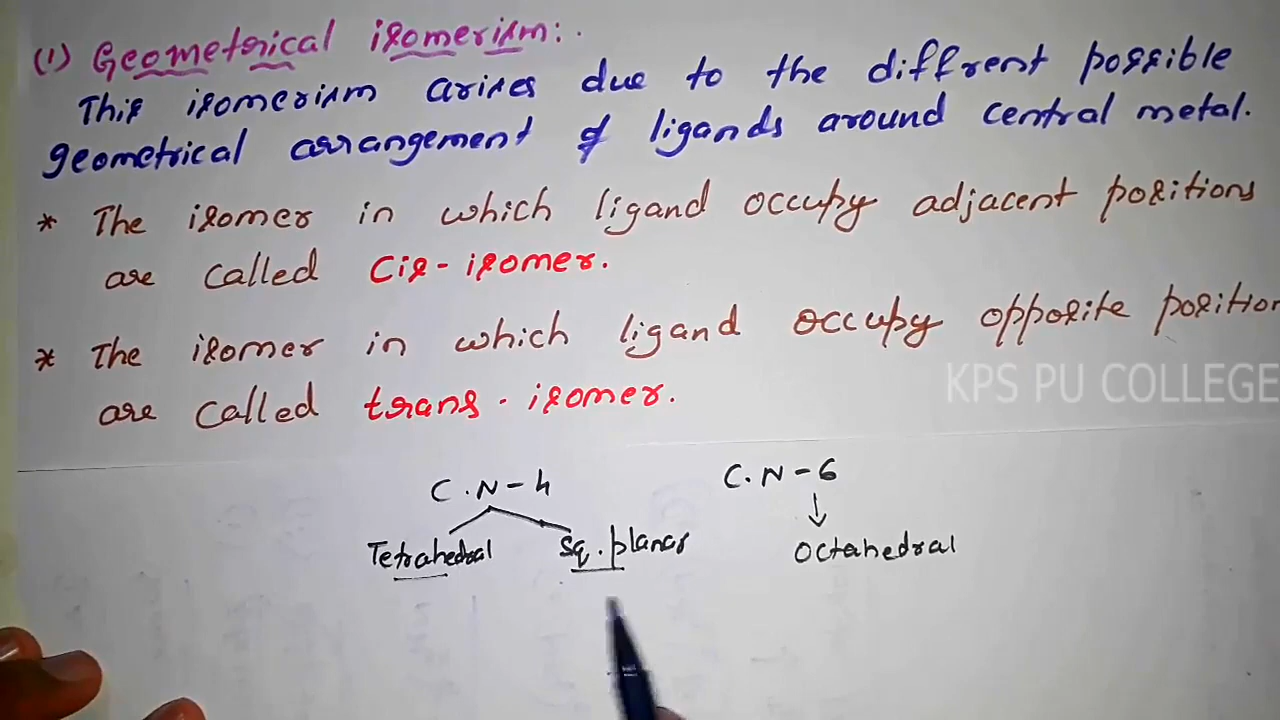 (1) Geometrical isomerism:.
This isomerism arises due to the diffrent possible
geometrical arrangement of ligands around central metal.
* The isomer in which ligand occupy adjacent positions
are called Cis-isomer.
* The isomer in which ligand occupy opposite position
are called trans-isomer.
KPS PU COLLEGE
C.N-4
C.N-6
Tetrahedral
Sq.planar
Octahedral